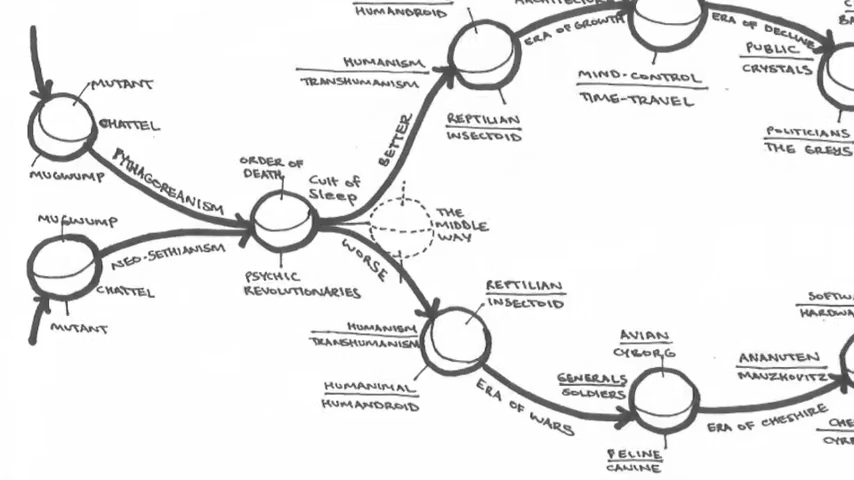 HUMANDROID
ERA OF GROWTH
ERA OF DECLINE
HUMANISM
TRANSHUMANISM
PUBLIC
CRYSTALS
MIND-CONTROL
TIME-TRAVEL
MUTANT
CHATTEL
REPTILIAN
INSECTOID
POLITICIANS
THE GREYS
BETTER
PYTHAGOREANISM
MUGWUMP
ORDER OF
DEATH
Cult of
Sleep
MUGWUMP
THE
MIDDLE
WAY
NEO-SETHIANISM
WORSE
CHATTEL
PSYCHIC
REVOLUTIONARIES
REPTILIAN
INSECTOID
MUTANT
HUMANISM
TRANSHUMANISM
AVIAN
CYBORG
ANANUTEN
MAUZKOVITZ
GENERALS
SOLDIERS
HUMANIMAL
HUMANDROID
ERA OF WARS
ERA OF CHESHIRE
FELINE
CANINE